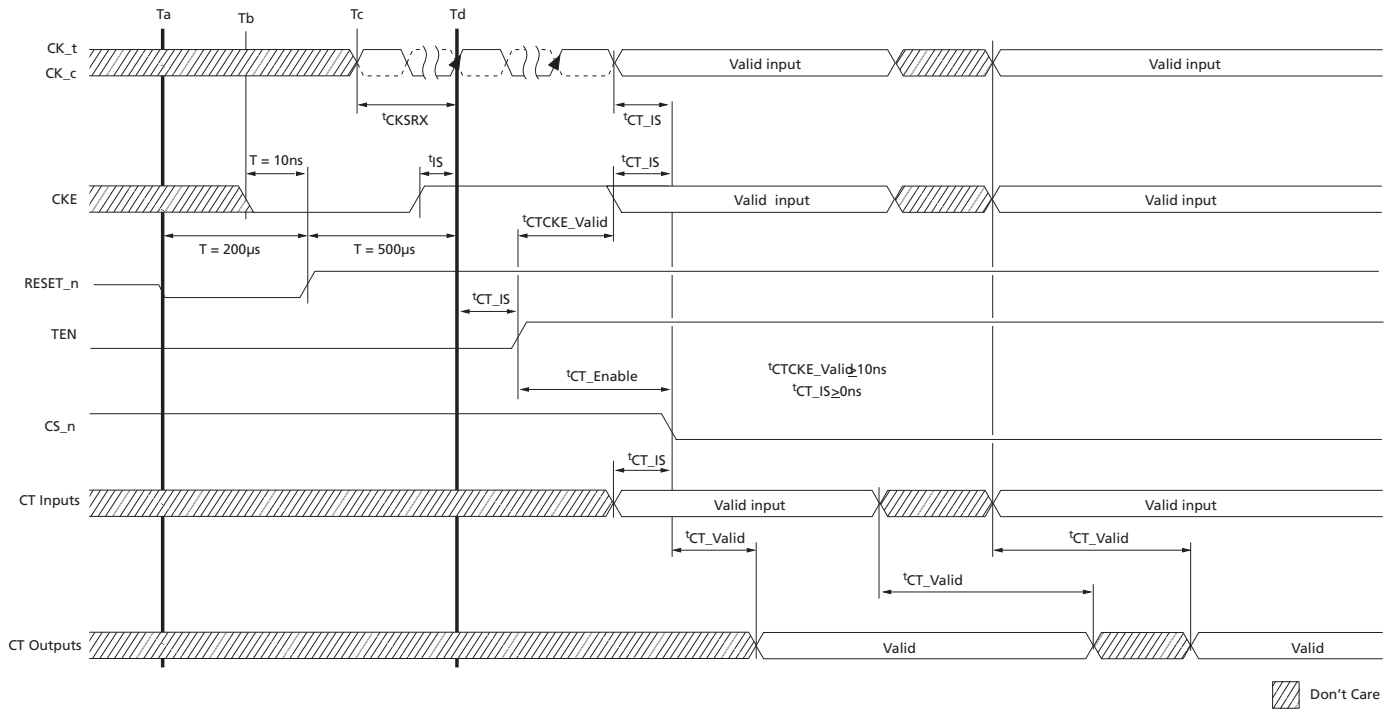 Ta Tb Tc Td
CK_t
CK_c
Valid input Valid input
tCKSRX tCT_IS
T = 10ns tIS tCT_IS
CKE Valid input Valid input
tCTCKE_Valid
T = 200µs T = 500µs
RESET_n
tCT_IS
TEN
tCT_Enable tCTCKE_Valid≥10ns
tCT_IS≥0ns
CS_n
tCT_IS
CT Inputs Valid input Valid input
tCT_Valid tCT_Valid
tCT_Valid
CT Outputs Valid Valid
Don't Care